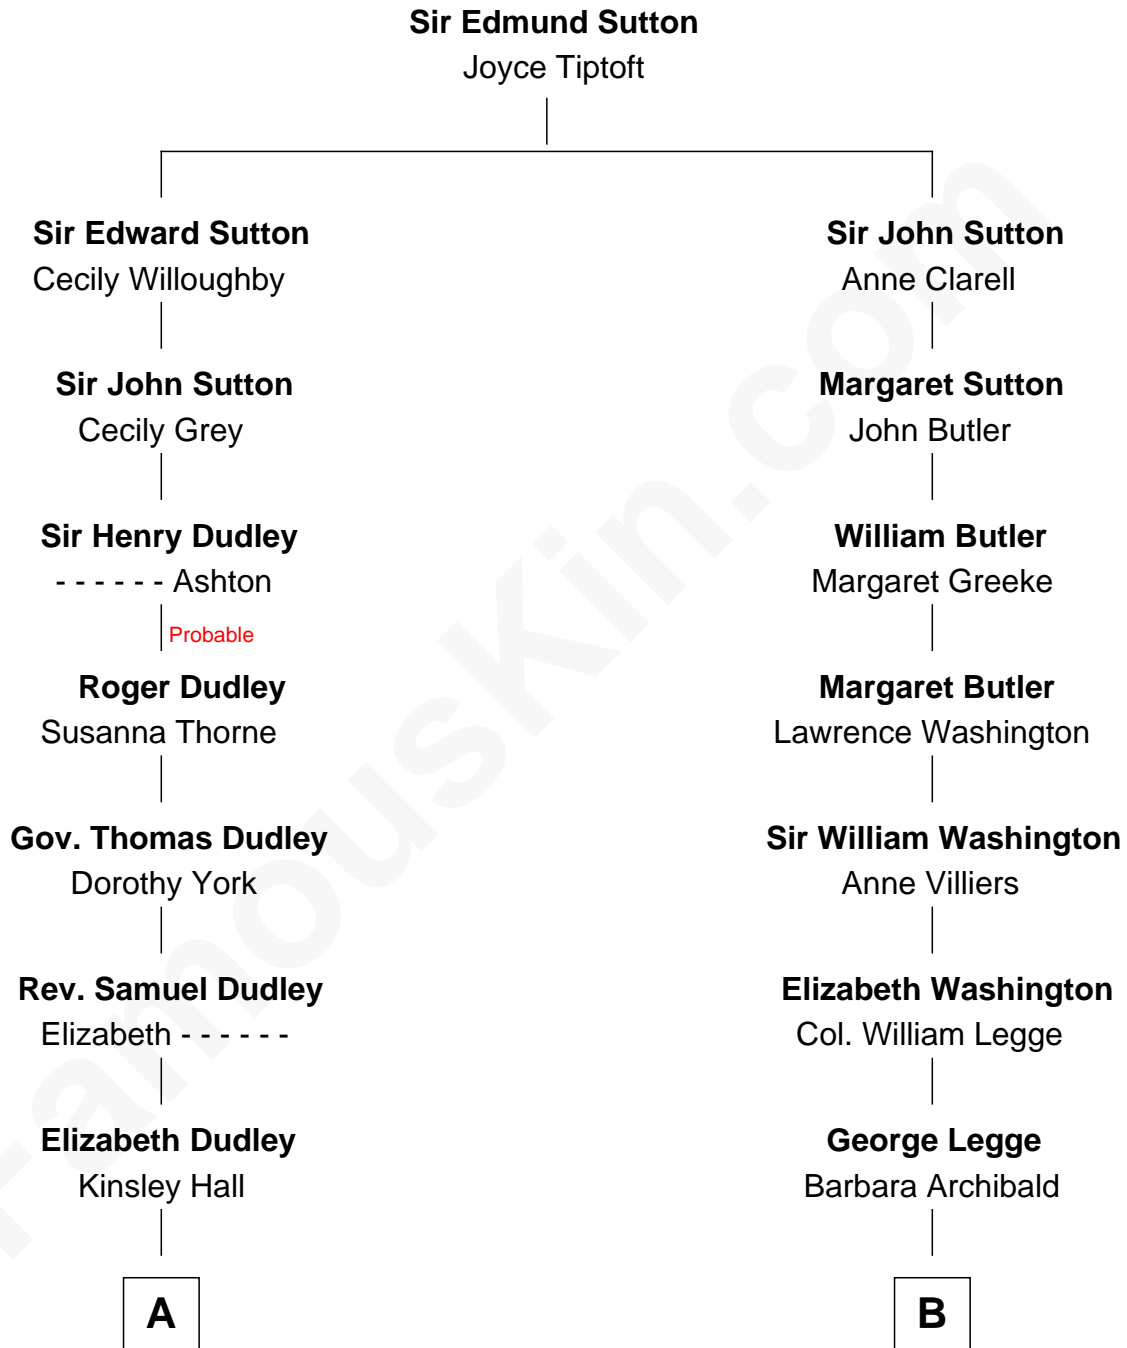 Sir Edmund Sutton
Joyce Tiptoft
Sir Edward Sutton
Cecily Willoughby
Sir John Sutton
Anne Clarell
Sir John Sutton
Cecily Grey
Margaret Sutton
John Butler
Sir Henry Dudley
- - - - - - Ashton
William Butler
Margaret Greeke
Probable
Roger Dudley
Susanna Thorne
Margaret Butler
Lawrence Washington
Gov. Thomas Dudley
Dorothy York
Sir William Washington
Anne Villiers
Rev. Samuel Dudley
Elizabeth - - - - - -
Elizabeth Washington
Col. William Legge
Elizabeth Dudley
Kinsley Hall
George Legge
Barbara Archibald
A
B
FamousKin.com